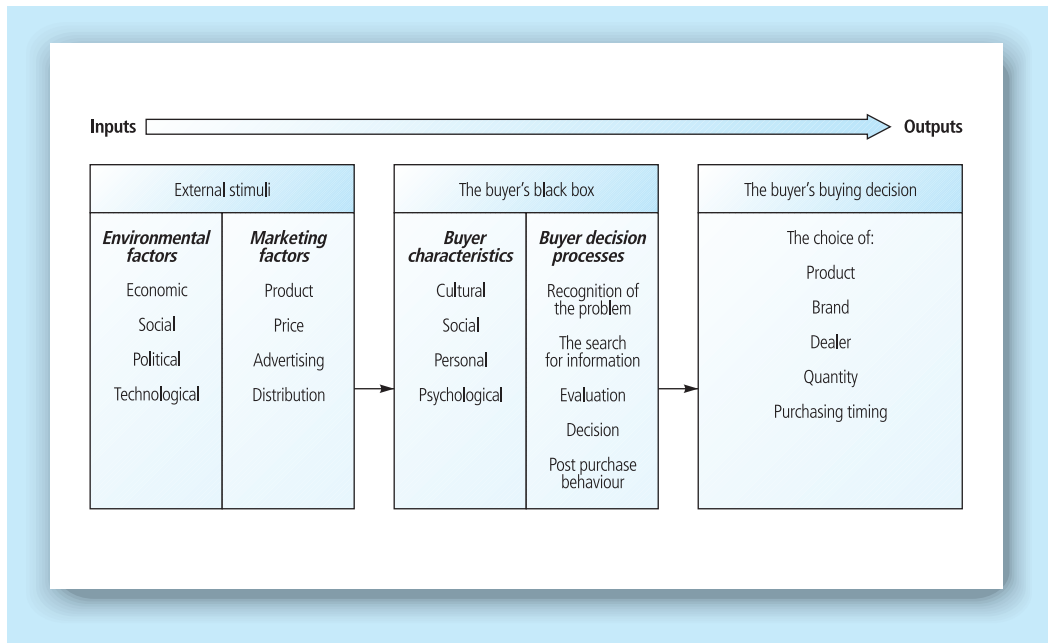 Inputs
Outputs
External stimuli
Environmental
factors
Economic
Social
Political
Technological
Marketing
factors
Product
Price
Advertising
Distribution
The buyer's black box
Buyer
characteristics
Cultural
Social
Personal
Psychological
Buyer decision
processes
Recognition of
the problem
The search
for information
Evaluation
Decision
Post purchase
behaviour
The buyer's buying decision
The choice of:
Product
Brand
Dealer
Quantity
Purchasing timing